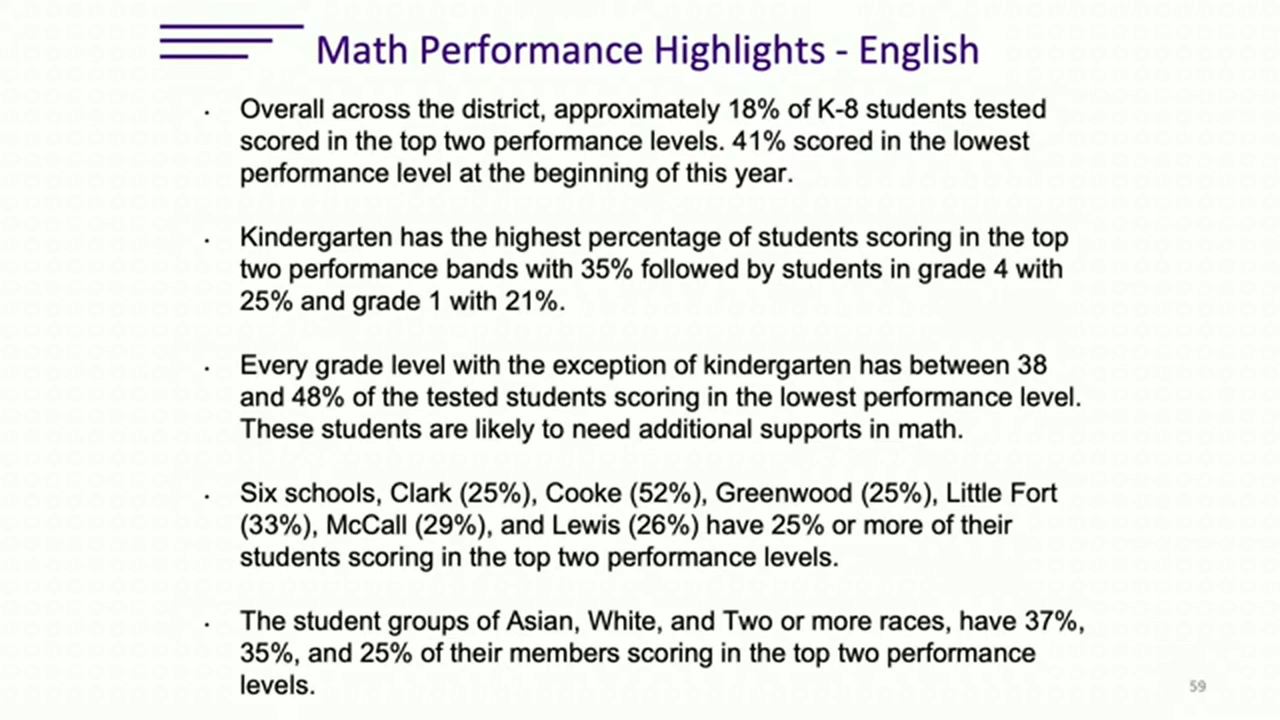 Math Performance Highlights - English
· Overall across the district, approximately 18% of K-8 students tested
scored in the top two performance levels. 41% scored in the lowest
performance level at the beginning of this year.
· Kindergarten has the highest percentage of students scoring in the top
two performance bands with 35% followed by students in grade 4 with
25% and grade 1 with 21%.
· Every grade level with the exception of kindergarten has between 38
and 48% of the tested students scoring in the lowest performance level.
These students are likely to need additional supports in math.
· Six schools, Clark (25%), Cooke (52%), Greenwood (25%), Little Fort
(33%), McCall (29%), and Lewis (26%) have 25% or more of their
students scoring in the top two performance levels.
· The student groups of Asian, White, and Two or more races, have 37%,
35%, and 25% of their members scoring in the top two performance
levels.
59